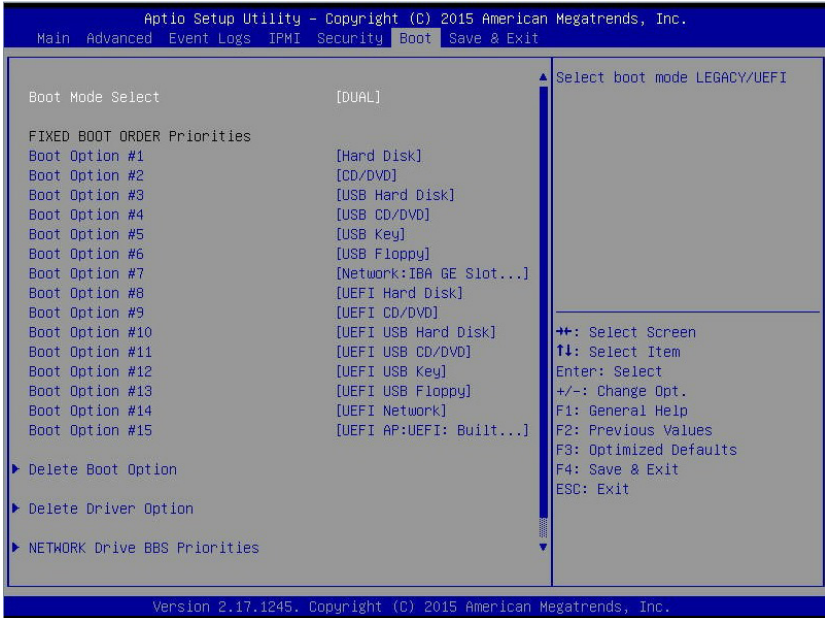 Aptio Setup Utility – Copyright (C) 2015 American Megatrends, Inc.
Main Advanced Event Logs IPMI Security Boot Save & Exit
Boot Mode Select [DUAL]
FIXED BOOT ORDER Priorities
Boot Option #1 [Hard Disk]
Boot Option #2 [CD/DVD]
Boot Option #3 [USB Hard Disk]
Boot Option #4 [USB CD/DVD]
Boot Option #5 [USB Key]
Boot Option #6 [USB Floppy]
Boot Option #7 [Network:IBA GE Slot...]
Boot Option #8 [UEFI Hard Disk]
Boot Option #9 [UEFI CD/DVD]
Boot Option #10 [UEFI USB Hard Disk]
Boot Option #11 [UEFI USB CD/DVD]
Boot Option #12 [UEFI USB Key]
Boot Option #13 [UEFI USB Floppy]
Boot Option #14 [UEFI Network]
Boot Option #15 [UEFI AP:UEFI: Built...]
Delete Boot Option
Delete Driver Option
NETWORK Drive BBS Priorities
Select boot mode LEGACY/UEFI
→←: Select Screen
↑↓: Select Item
Enter: Select
+/-: Change Opt.
F1: General Help
F2: Previous Values
F3: Optimized Defaults
F4: Save & Exit
ESC: Exit
Version 2.17.1245. Copyright (C) 2015 American Megatrends, Inc.